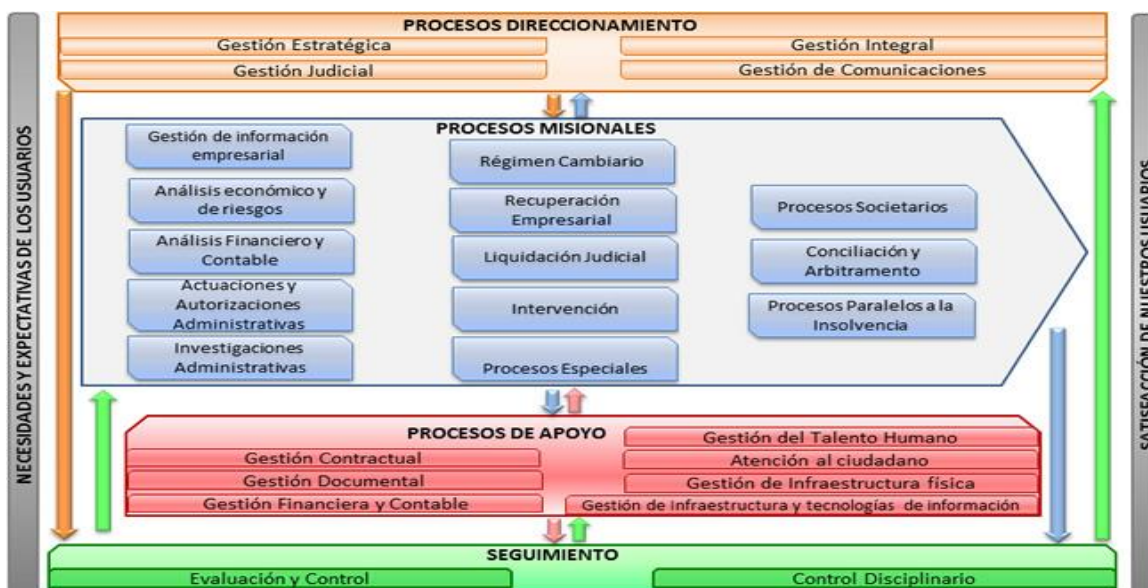 NECESIDADES Y EXPECTATIVAS DE LOS USUARIOS
PROCESOS DIRECCIONAMIENTO
Gestión Estratégica
Gestión Integral
Gestión Judicial
Gestión de Comunicaciones
PROCESOS MISIONALES
Gestión de información
empresarial
Análisis económico y
de riesgos
Análisis Financiero y
Contable
Actuaciones y
Autorizaciones
Administrativas
Investigaciones
Administrativas
Régimen Cambiario
Recuperación
Empresarial
Liquidación Judicial
Intervención
Procesos Especiales
Procesos Societarios
Conciliación y
Arbitramento
Procesos Paralelos a la
Insolvencia
PROCESOS DE APOYO
Gestión Contractual
Gestión Documental
Gestión Financiera y Contable
Gestión del Talento Humano
Atención al ciudadano
Gestión de Infraestructura física
Gestión de Infraestructura y tecnologías de información
SEGUIMIENTO
Evaluación y Control
Control Disciplinario
SATISFACCIÓN DE NUESTROS USUARIOS